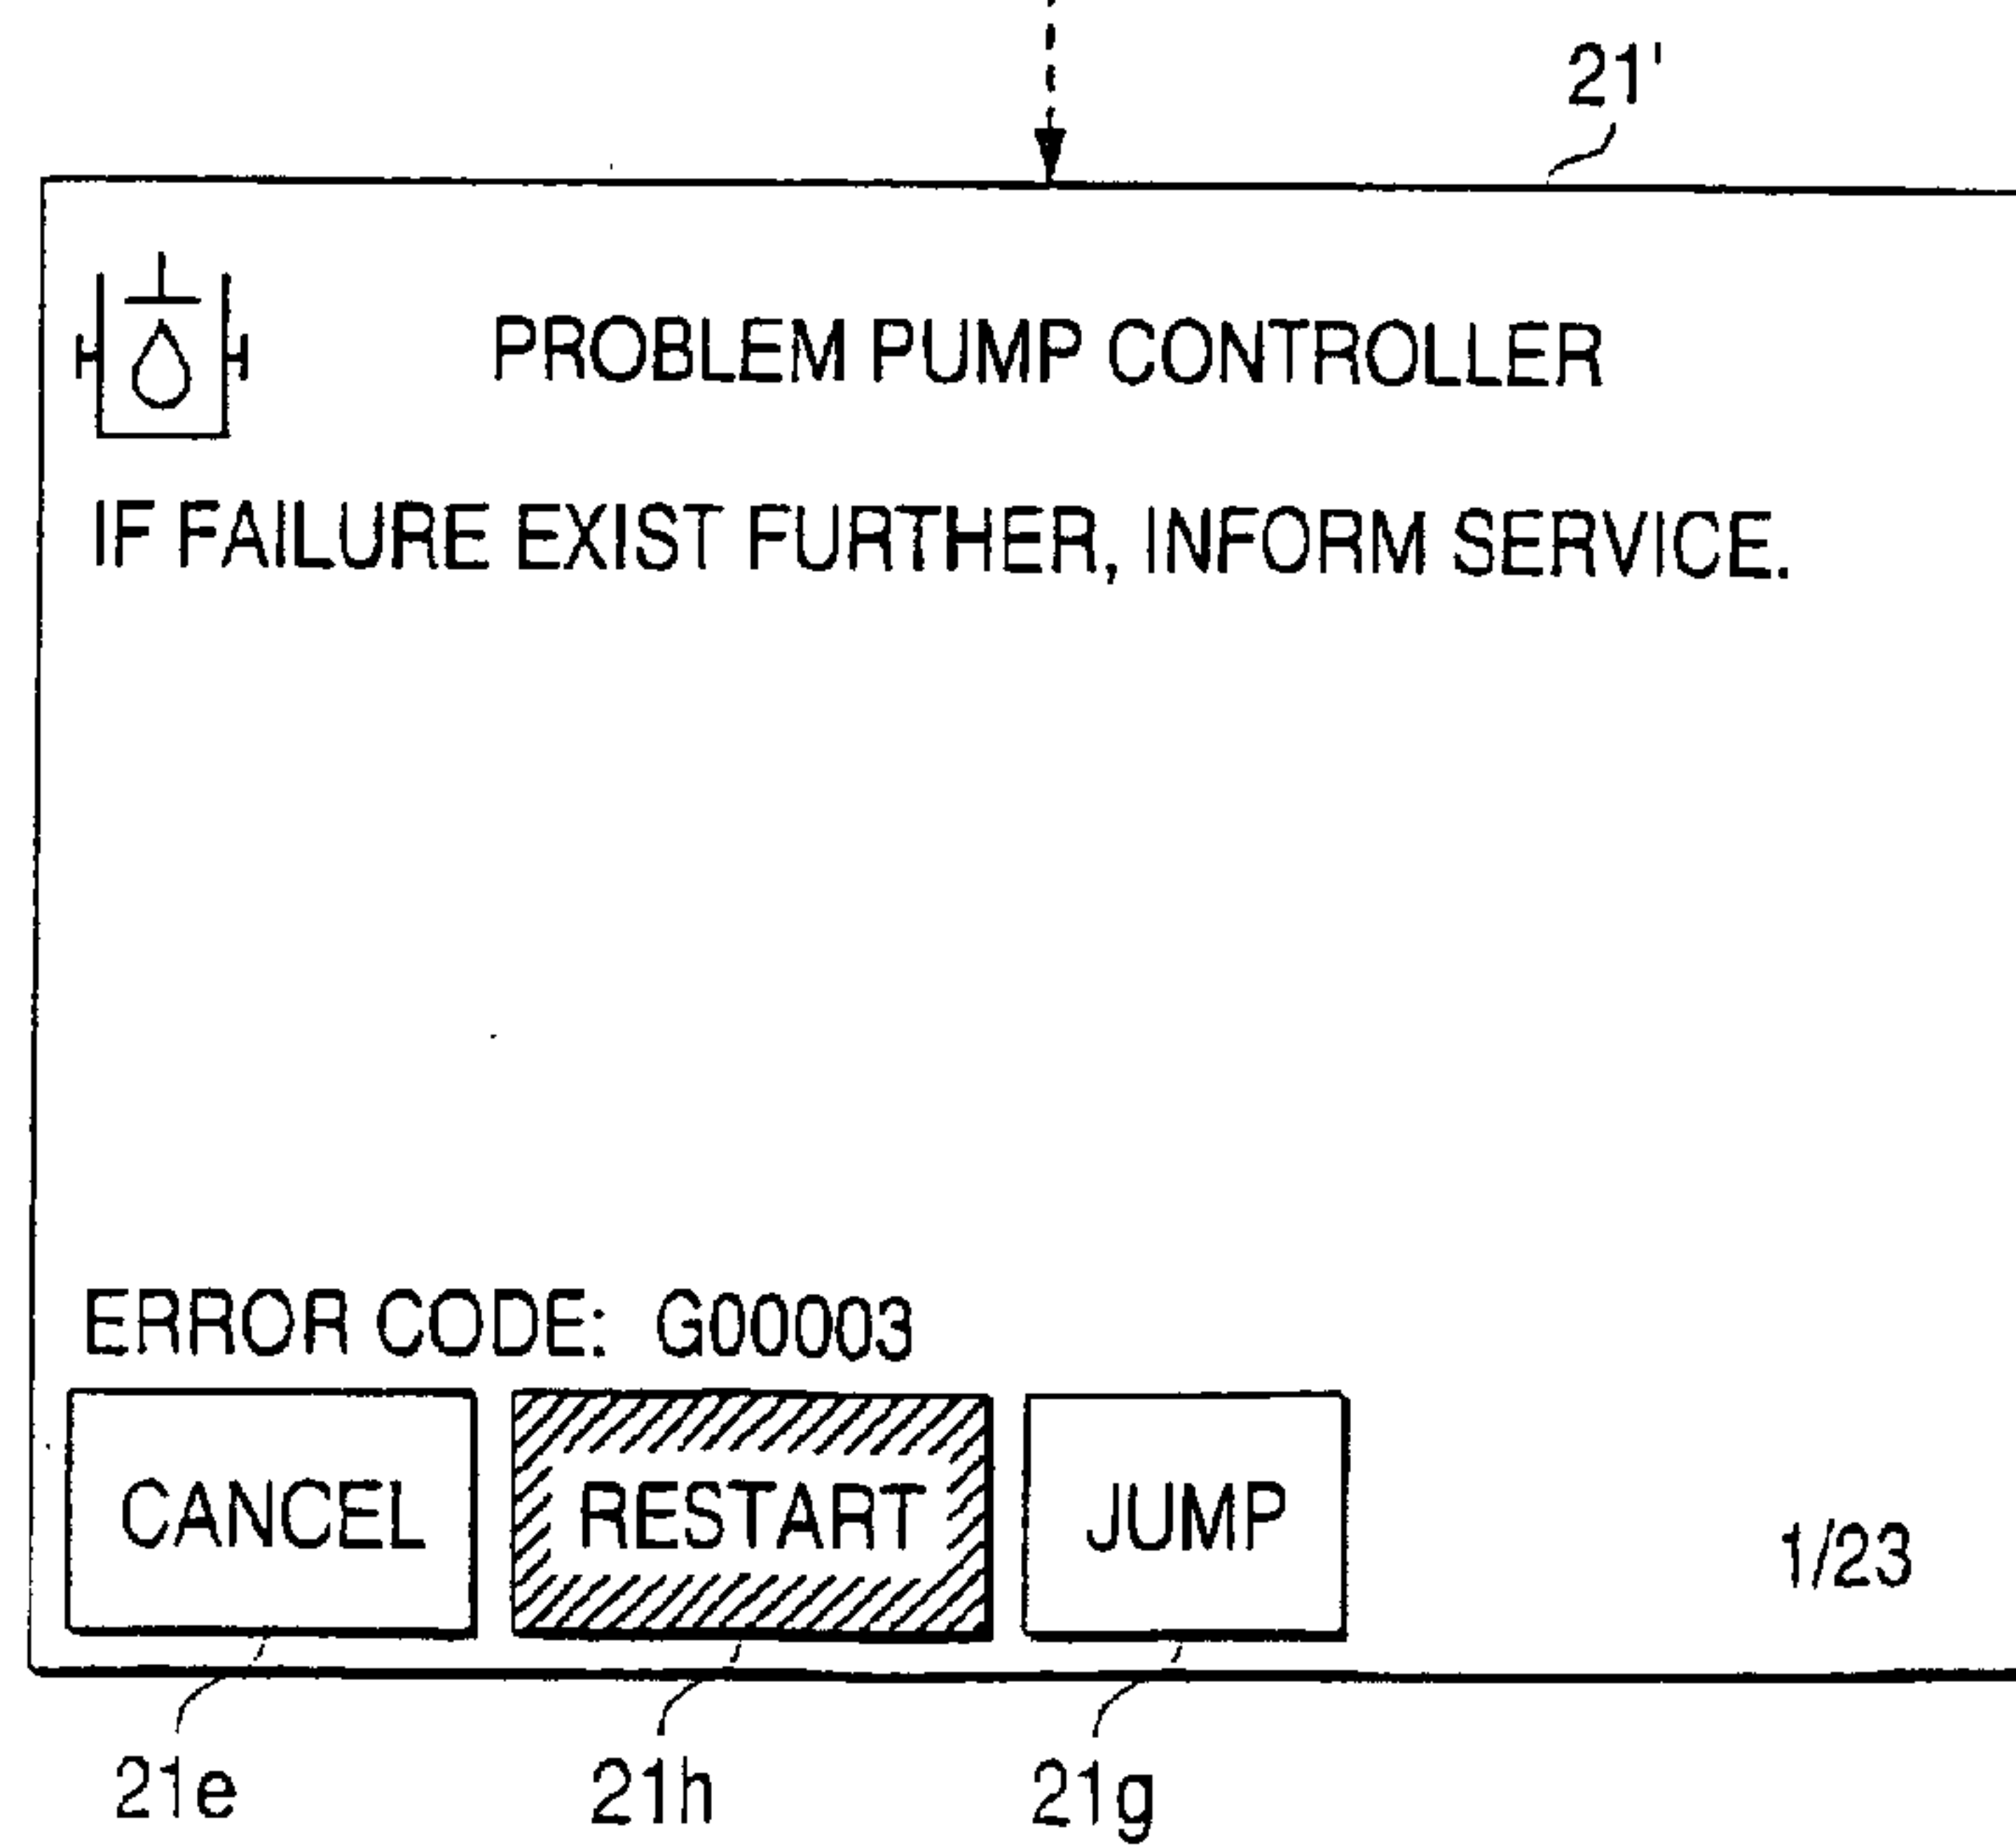 21'
PROBLEM PUMP CONTROLLER
IF FAILURE EXIST FURTHER, INFORM SERVICE.
ERROR CODE: G00003
CANCEL RESTART JUMP 1/23
21e 21h 21g